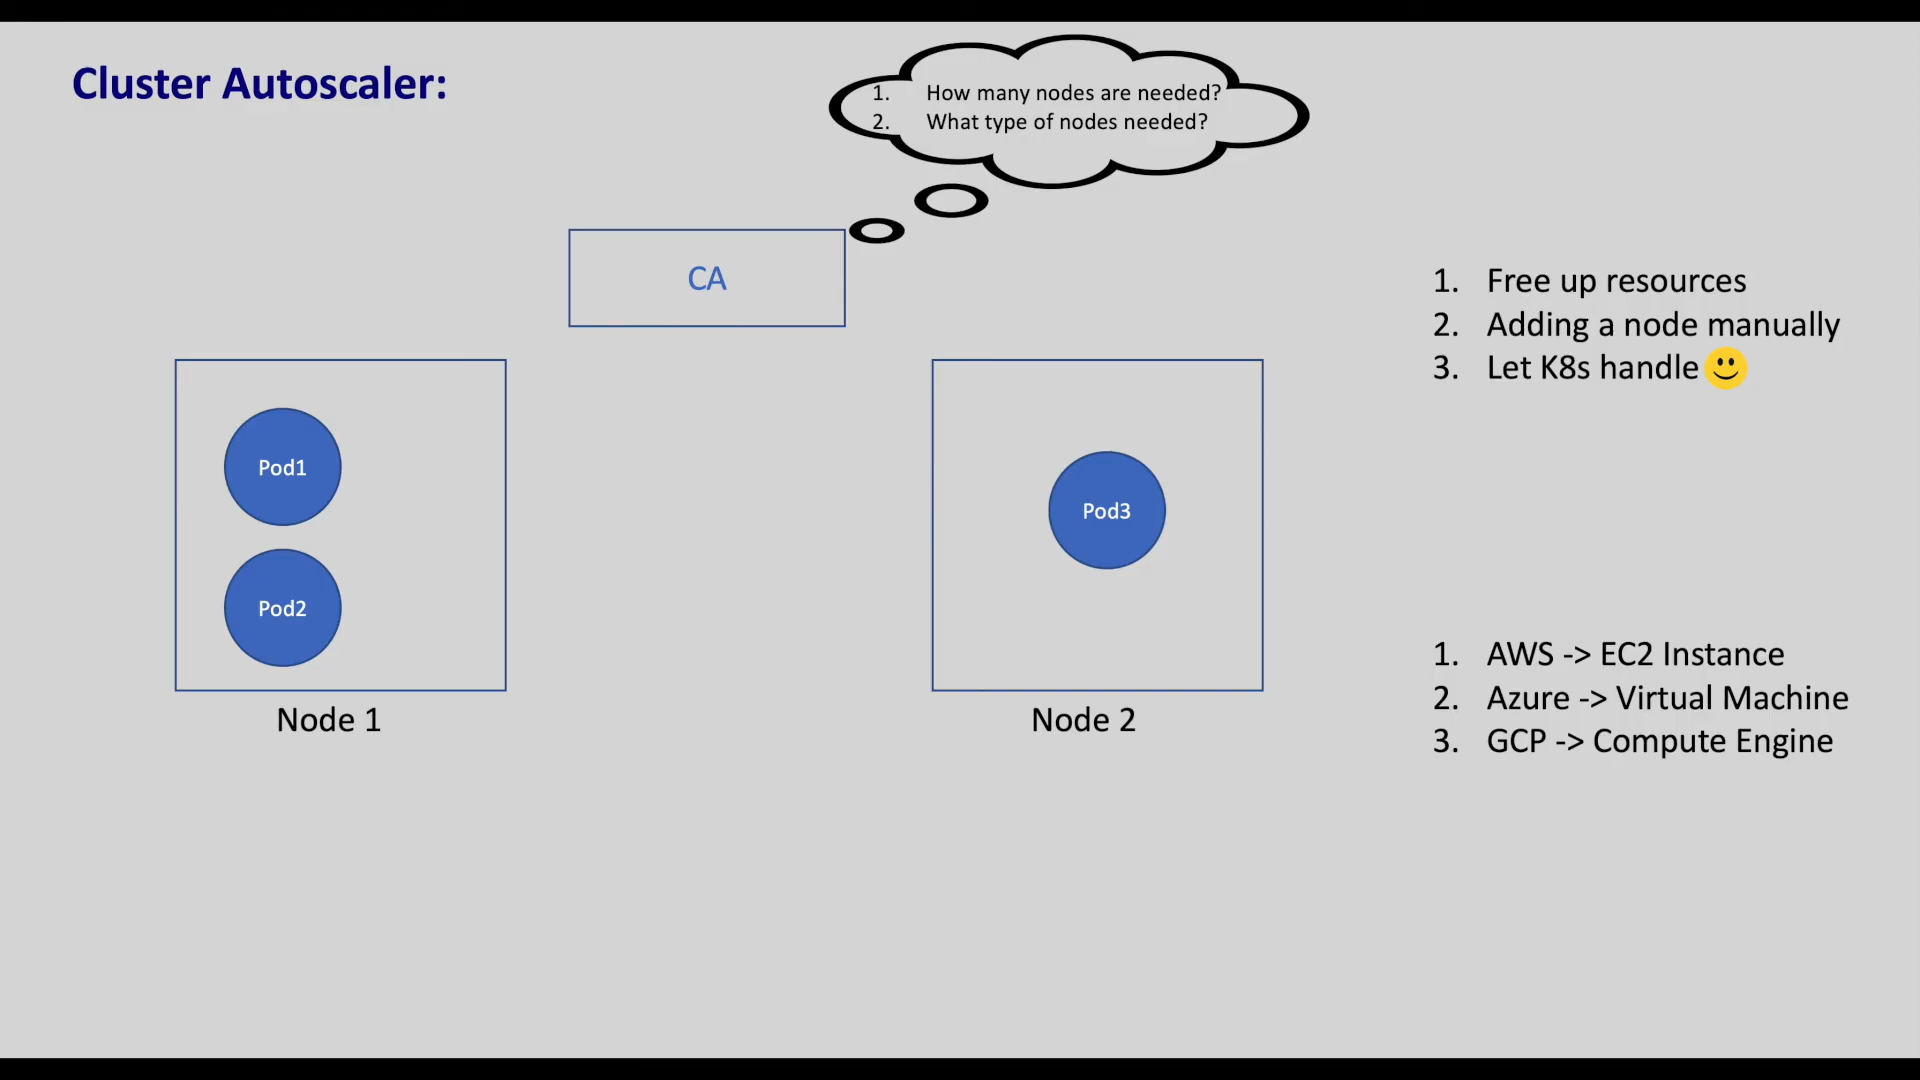 Cluster Autoscaler:
1. How many nodes are needed?
2. What type of nodes needed?
CA
1. Free up resources
2. Adding a node manually
3. Let K8s handle
Pod1
Pod2
Pod3
Node 1
Node 2
1. AWS -> EC2 Instance
2. Azure -> Virtual Machine
3. GCP -> Compute Engine